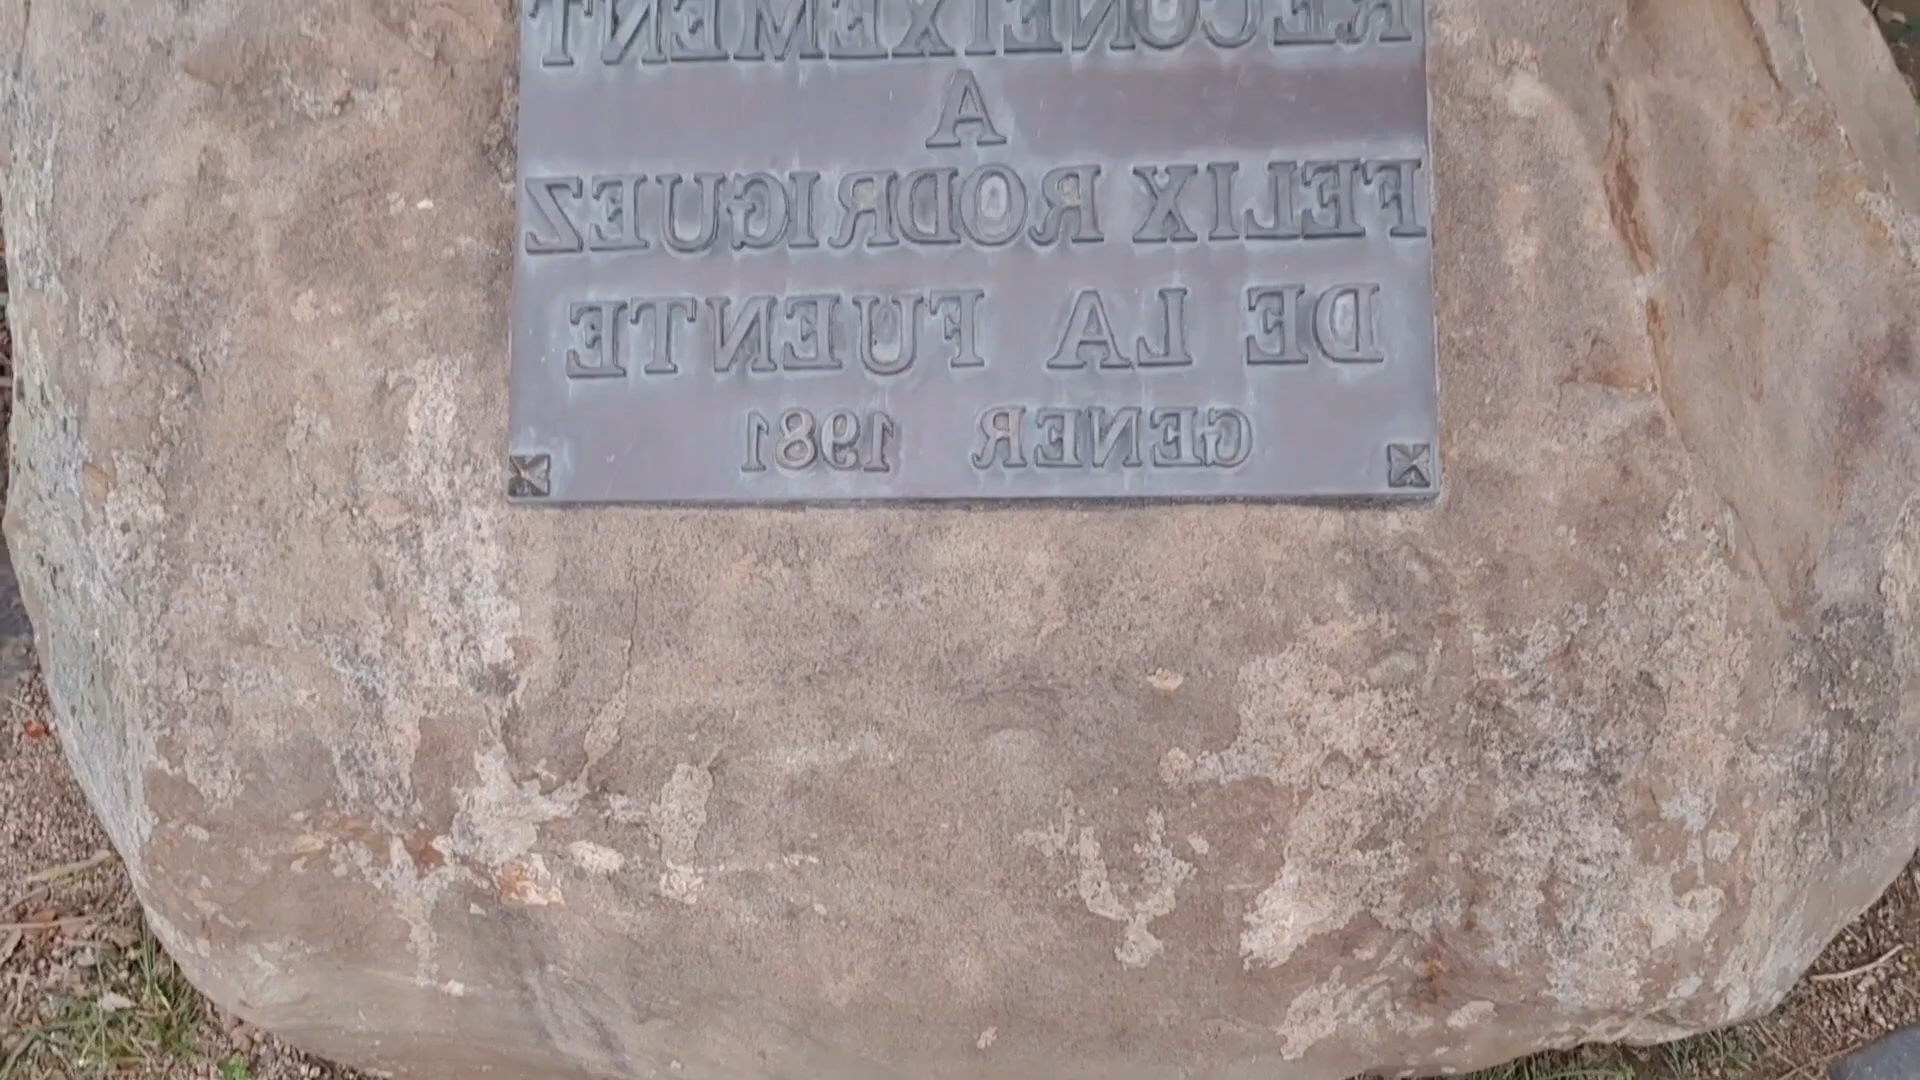 RECONEIXEMENT
A
FELIX RODRIGUEZ
DE LA FUENTE
GENER 1981